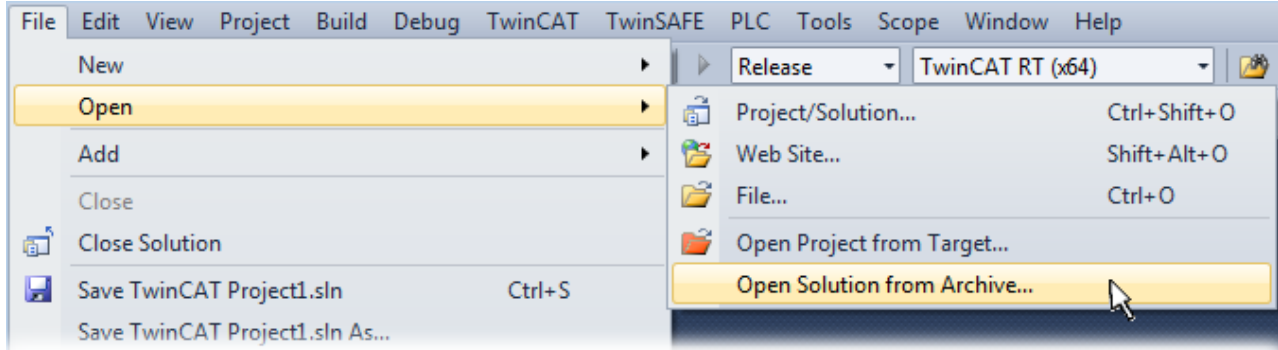 File Edit View Project Build Debug TwinCAT TwinSAFE PLC Tools Scope Window Help
New
Release
TwinCAT RT (x64)
Open
Project/Solution... Ctrl+Shift+O
Add
Web Site... Shift+Alt+O
Close
File... Ctrl+O
Close Solution
Open Project from Target...
Save TwinCAT Project1.sln Ctrl+S
Open Solution from Archive...
Save TwinCAT Project1.sln As...